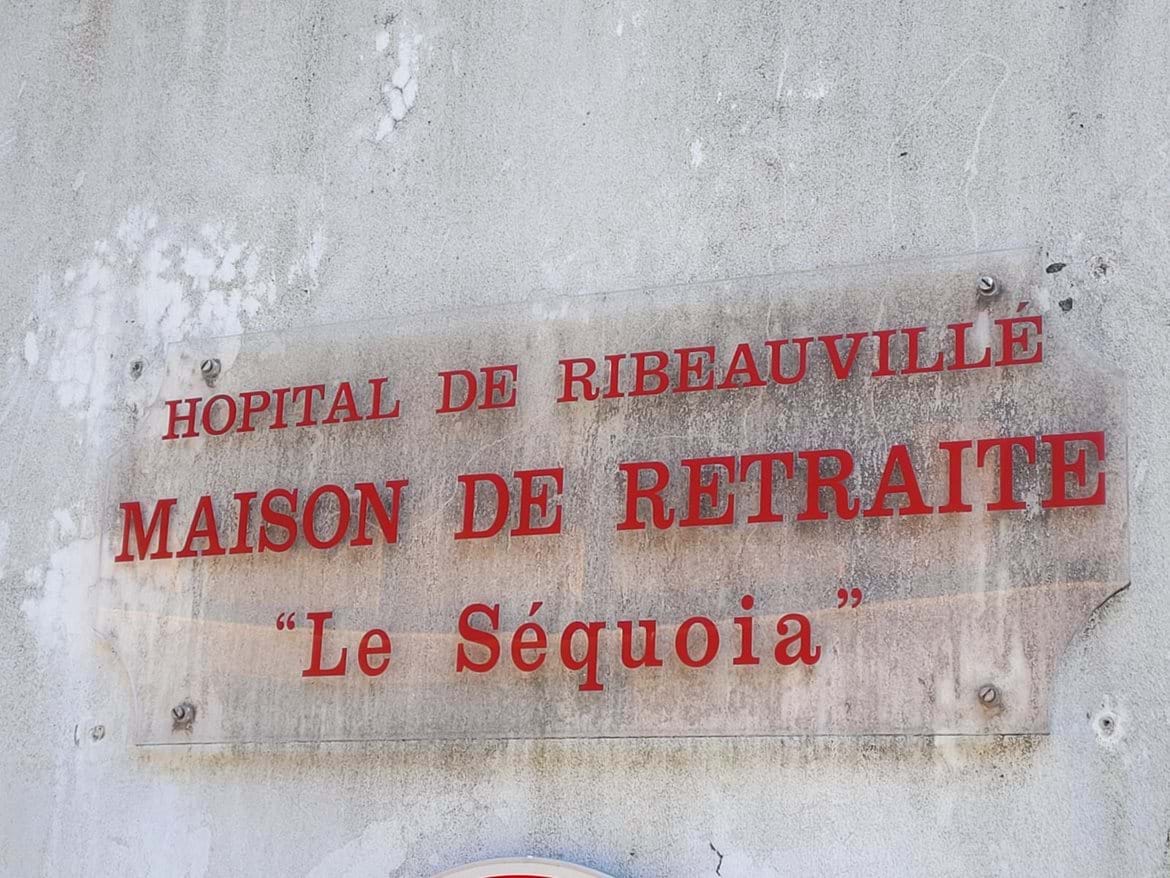 HOPITAL DE RIBEAUVILLÉ
MAISON DE RETRAITE
“Le Séquoia”